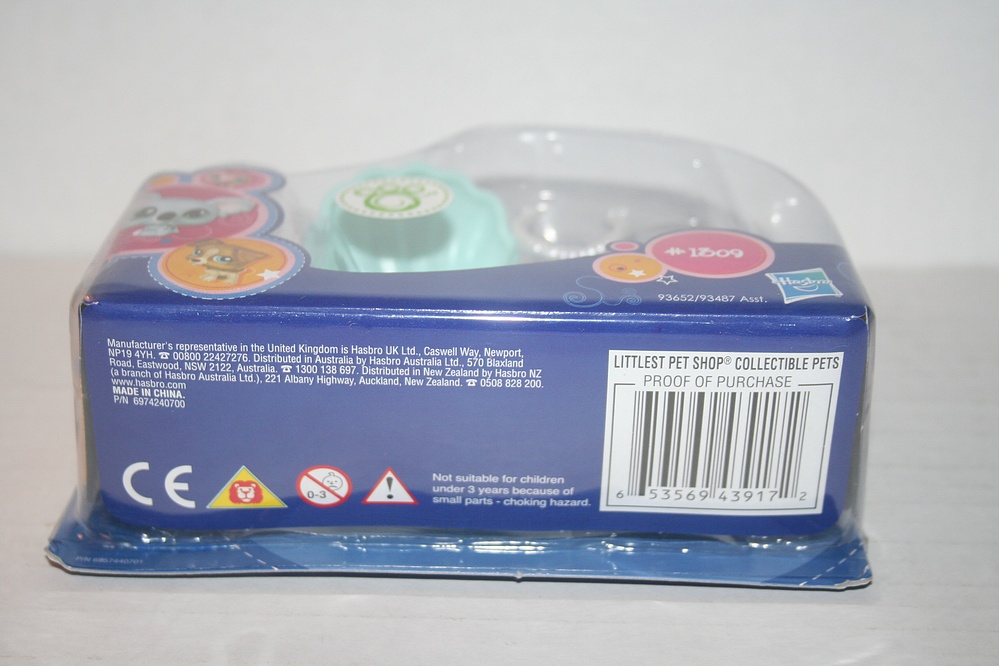 #1309
Hasbro
93652/93487 Asst.
Manufacturer's representative in the United Kingdom is Hasbro UK Ltd., Caswell Way, Newport,
NP19 4YH. ☎ 00800 22427276. Distributed in Australia by Hasbro Australia Ltd., 570 Blaxland
Road, Eastwood, NSW 2122, Australia. ☎ 1300 138 697. Distributed in New Zealand by Hasbro NZ
(a branch of Hasbro Australia Ltd.), 221 Albany Highway, Auckland, New Zealand. ☎ 0508 828 200.
www.hasbro.com
MADE IN CHINA.
P/N 6974240700
LITTLEST PET SHOP® COLLECTIBLE PETS
PROOF OF PURCHASE
6 53569 43917 2
CE
0-3
!
Not suitable for children
under 3 years because of
small parts - choking hazard.